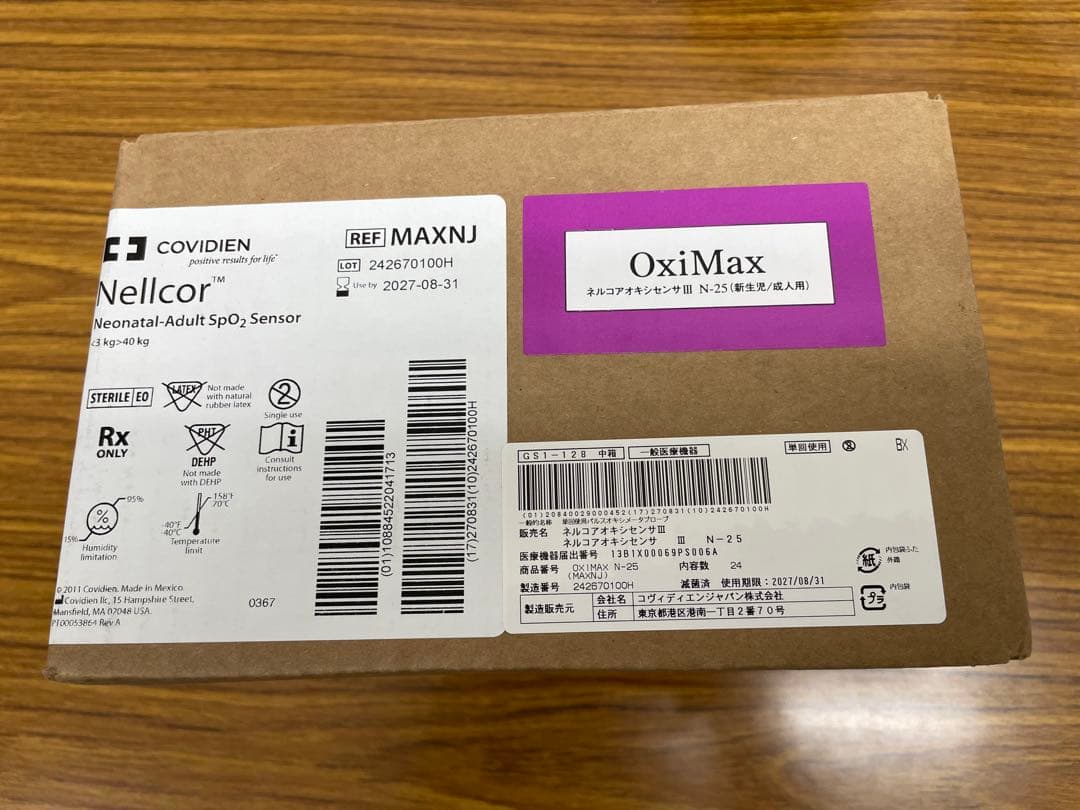 COVIDIEN
positive results for life™
Nellcor™
Neonatal-Adult SpO2 Sensor
<3 kg>40 kg
REF MAXNJ
LOT 242670100H
Use by 2027-08-31
STERILE EO
LATEX
Not made
with natural
rubber latex
2
Single use
Rx
ONLY
PHT
DEHP
Not made
with DEHP
i
Consult
instructions
for use
95%
%
15%
Humidity
limitation
158°F
70°C
-40°F
-40°C
Temperature
limit
© 2011 Covidien. Made in Mexico.
Covidien llc, 15 Hampshire Street,
Mansfield, MA 07048 USA.
PT00053864 Rev A
0367
(01)10884522041713
(17)270831(10)242670100H
OxiMax
ネルコアオキシセンサⅢ N-25(新生児/成人用)
GS1-128 中箱 一般医療機器 単回使用 2 BX
(01)20840029000452(17)270831(10)242670100H
一般的名称 単回使用パルスオキシメータプローブ
販売名 ネルコアオキシセンサⅢ
ネルコアオキシセンサ Ⅲ N-25
医療機器届出番号 13B1X00069PS006A
商品番号 OXIMAX N-25 内容数 24
(MAXNJ)
製造番号 242670100H 滅菌済 使用期限:2027/08/31
製造販売元 会社名 コヴィディエンジャパン株式会社
住所 東京都港区港南一丁目2番70号
紙 内包袋ふた
外箱
プラ 内包袋